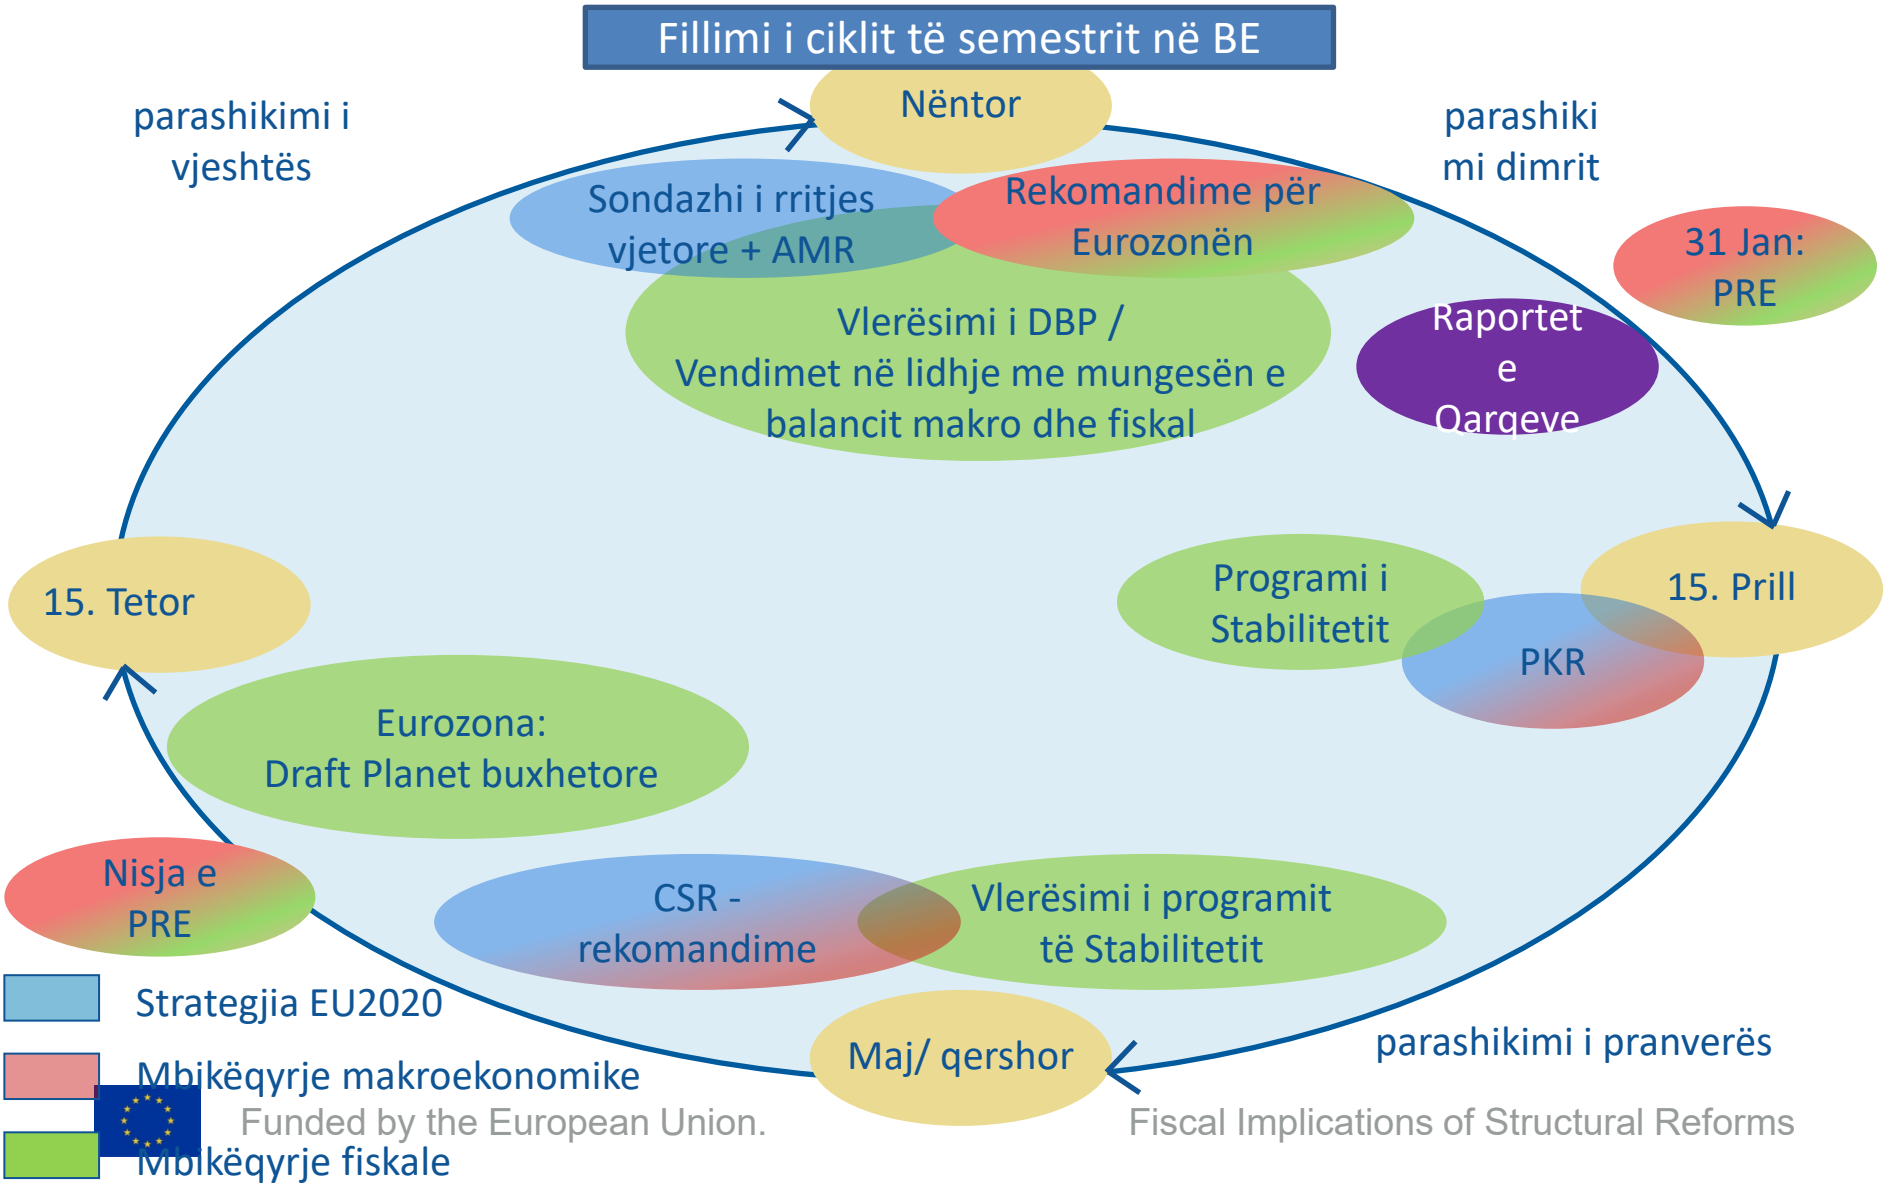 Fillimi i ciklit të semestrit në BE
Nëntor
parashikimi i
vjeshtës
parashiki
mi dimrit
Sondazhi i rritjes
vjetore + AMR
Rekomandime për
Eurozonën
31 Jan:
PRE
Raportet
e
Qarqeve
Vlerësimi i DBP /
Vendimet në lidhje me mungesën e
balancit makro dhe fiskal
15. Tetor
Programi i
Stabilitetit
15. Prill
PKR
Eurozona:
Draft Planet buxhetore
Nisja e
PRE
CSR -
rekomandime
Vlerësimi i programit
të Stabilitetit
Maj/ qershor
parashikimi i pranverës
Strategjia EU2020
Mbikëqyrje makroekonomike
Mbikëqyrje fiskale
Funded by the European Union.
Fiscal Implications of Structural Reforms